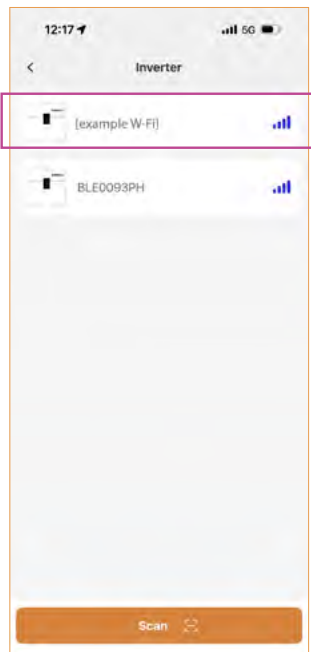 12:17
5G
Inverter
[example W-Fi]
BLE0093PH
Scan